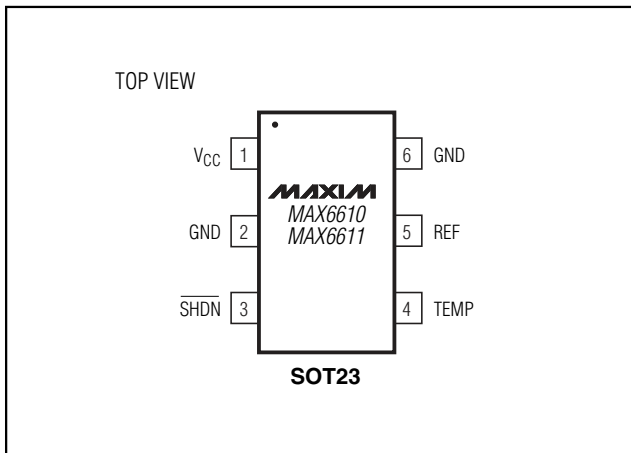 TOP VIEW
VCC 1
6 GND
MAXIM
MAX6610
MAX6611
GND 2
5 REF
SHDN 3
4 TEMP
SOT23